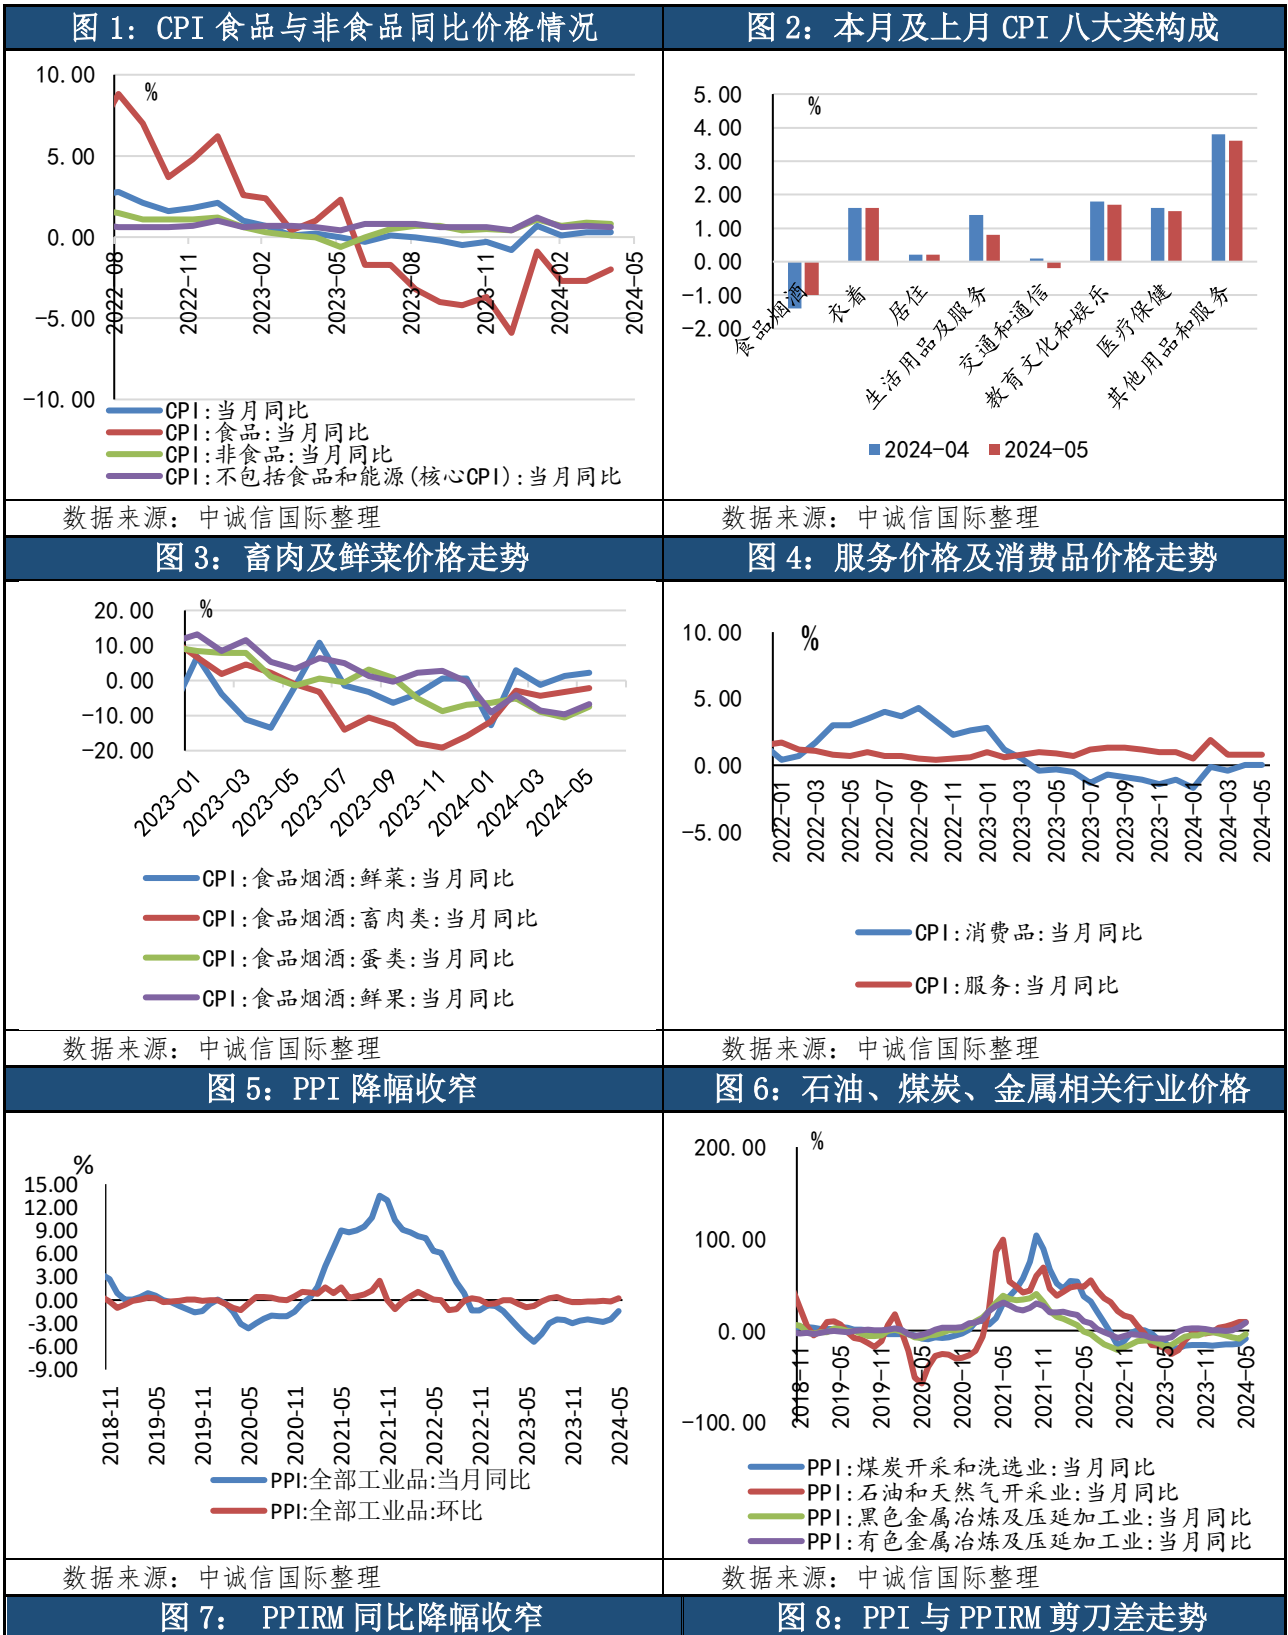 图 1：CPI 食品与非食品同比价格情况
%
10.00
5.00
0.00
-5.00
-10.00
2022-08
2022-11
2023-02
2023-05
2023-08
2023-11
2024-02
2024-05
CPI:当月同比
CPI:食品:当月同比
CPI:非食品:当月同比
CPI:不包括食品和能源(核心CPI):当月同比
数据来源：中诚信国际整理
图 2：本月及上月 CPI 八大类构成
%
5.00
4.00
3.00
2.00
1.00
0.00
-1.00
-2.00
食品烟酒
衣着
居住
生活用品及服务
交通和通信
教育文化和娱乐
医疗保健
其他用品和服务
2024-04 2024-05
数据来源：中诚信国际整理
图 3：畜肉及鲜菜价格走势
%
20.00
10.00
0.00
-10.00
-20.00
2023-01
2023-03
2023-05
2023-07
2023-09
2023-11
2024-01
2024-03
2024-05
CPI:食品烟酒:鲜菜:当月同比
CPI:食品烟酒:畜肉类:当月同比
CPI:食品烟酒:蛋类:当月同比
CPI:食品烟酒:鲜果:当月同比
数据来源：中诚信国际整理
图 4：服务价格及消费品价格走势
%
10.00
5.00
0.00
-5.00
2022-01
2022-03
2022-05
2022-07
2022-09
2022-11
2023-01
2023-03
2023-05
2023-07
2023-09
2023-11
2024-01
2024-03
2024-05
CPI:消费品:当月同比
CPI:服务:当月同比
数据来源：中诚信国际整理
图 5：PPI 降幅收窄
%
15.00
12.00
9.00
6.00
3.00
0.00
-3.00
-6.00
-9.00
2018-11
2019-05
2019-11
2020-05
2020-11
2021-05
2021-11
2022-05
2022-11
2023-05
2023-11
2024-05
PPI:全部工业品:当月同比
PPI:全部工业品:环比
数据来源：中诚信国际整理
图 6：石油、煤炭、金属相关行业价格
%
200.00
100.00
0.00
-100.00
2018-11
2019-05
2019-11
2020-05
2020-11
2021-05
2021-11
2022-05
2022-11
2023-05
2023-11
2024-05
PPI:煤炭开采和洗选业:当月同比
PPI:石油和天然气开采业:当月同比
PPI:黑色金属冶炼及压延加工业:当月同比
PPI:有色金属冶炼及压延加工业:当月同比
数据来源：中诚信国际整理
图 7： PPIRM 同比降幅收窄
图 8：PPI 与 PPIRM 剪刀差走势